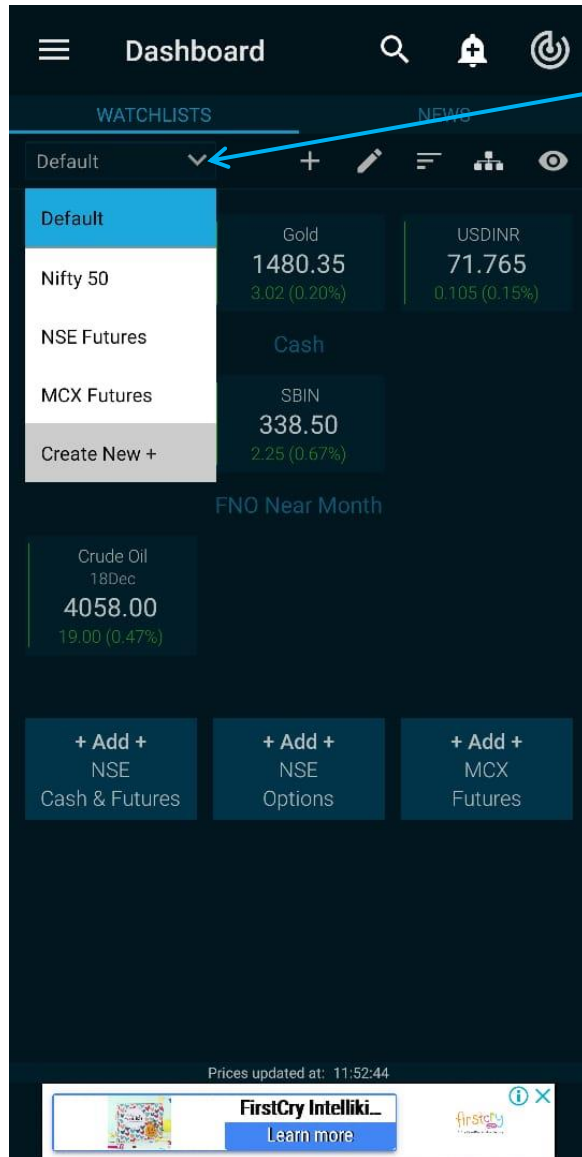 Dashboard
WATCHLISTS
NEWS
Default
Default
Nifty 50
NSE Futures
MCX Futures
Create New +
Gold
1480.35
3.02 (0.20%)
USDINR
71.765
0.105 (0.15%)
Cash
SBIN
338.50
2.25 (0.67%)
FNO Near Month
Crude Oil
18Dec
4058.00
19.00 (0.47%)
+ Add +
NSE
Cash & Futures
+ Add +
NSE
Options
+ Add +
MCX
Futures
Prices updated at: 11:52:44
FirstCry Intelliki...
Learn more
firstcry